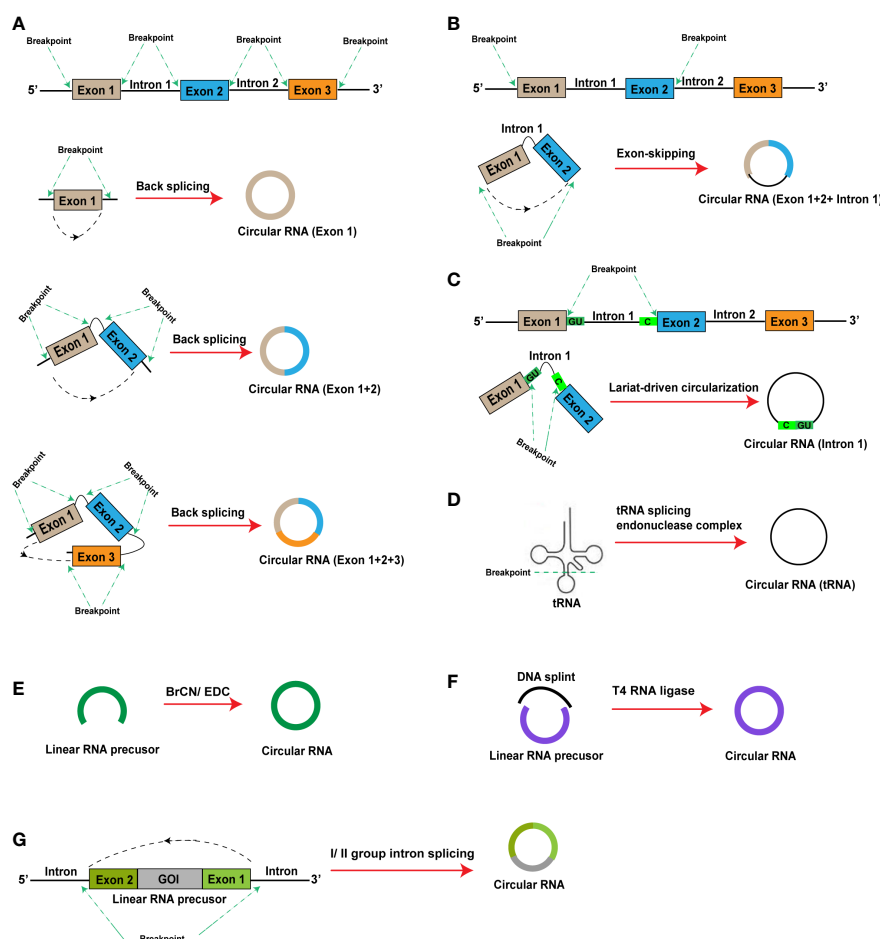 A
Breakpoint Breakpoint Breakpoint Breakpoint
5’ Exon 1 Intron 1 Exon 2 Intron 2 Exon 3 3’
Breakpoint
Exon 1
Back splicing
Circular RNA (Exon 1)
Breakpoint Breakpoint
Exon 1 Exon 2
Back splicing
Circular RNA (Exon 1+2)
Breakpoint Breakpoint
Exon 1 Exon 2
Exon 3
Breakpoint
Back splicing
Circular RNA (Exon 1+2+3)
B
Breakpoint Breakpoint
5’ Exon 1 Intron 1 Exon 2 Intron 2 Exon 3 3’
Intron 1
Exon 1 Exon 2
Breakpoint
Exon-skipping
Circular RNA (Exon 1+2+ Intron 1)
C
Breakpoint
5’ Exon 1 GU Intron 1 C Exon 2 Intron 2 Exon 3 3’
Intron 1
Exon 1 GU C Exon 2
Breakpoint
Lariat-driven circularization
C GU
Circular RNA (Intron 1)
D
Breakpoint
tRNA
tRNA splicing
endonuclease complex
Circular RNA (tRNA)
E
BrCN/ EDC
Linear RNA precusor
Circular RNA
F
DNA splint
T4 RNA ligase
Linear RNA precusor
Circular RNA
G
5’ Intron Exon 2 GOI Exon 1 Intron 3’
Linear RNA precusor
Breakpoint
I/ II group intron splicing
Circular RNA